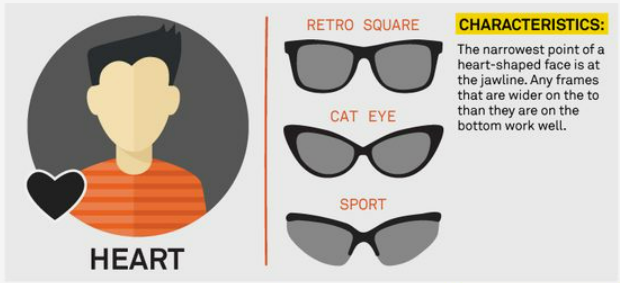 HEART
RETRO SQUARE
CAT EYE
SPORT
CHARACTERISTICS:
The narrowest point of a
heart-shaped face is at
the jawline. Any frames
that are wider on the to
than they are on the
bottom work well.